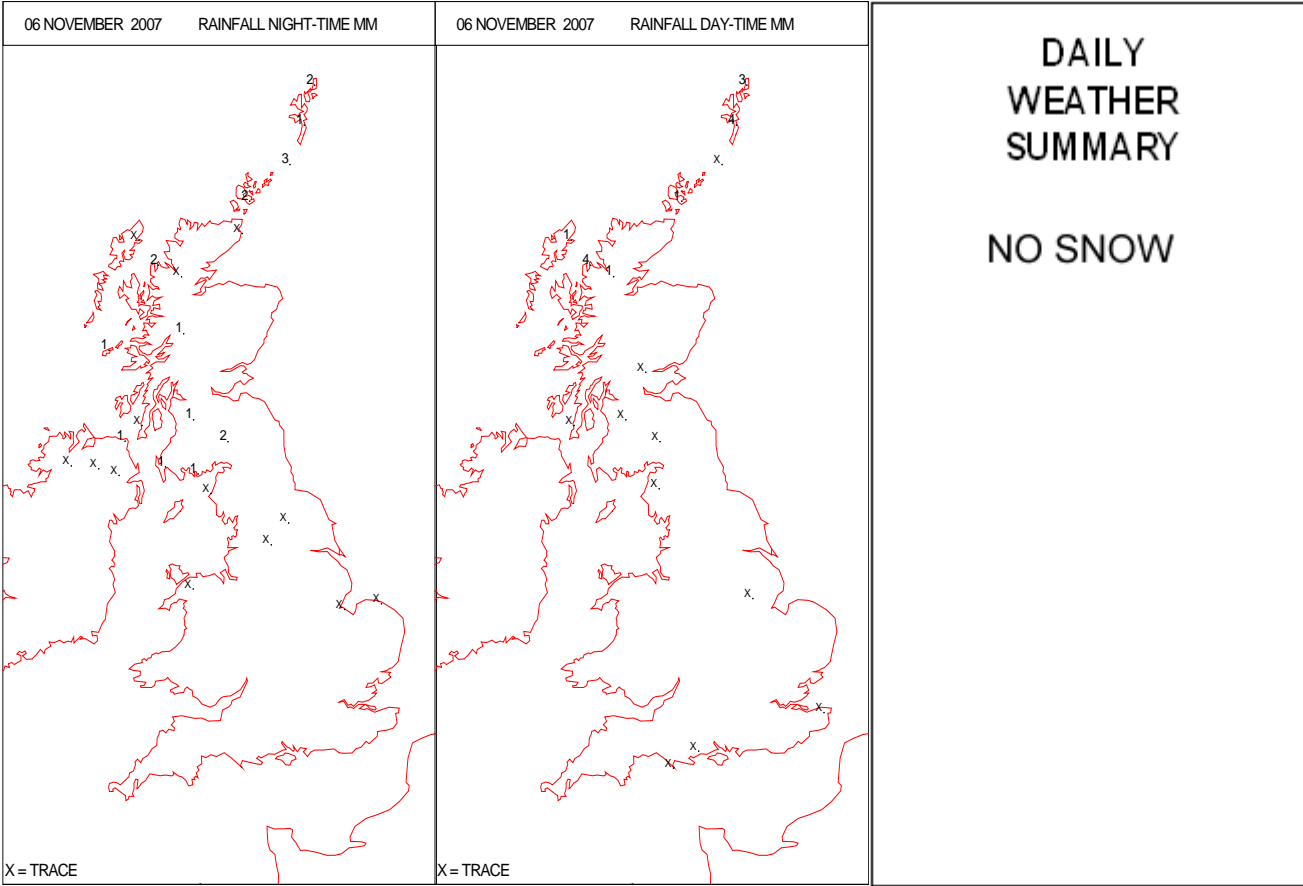 06 NOVEMBER 2007 RAINFALL NIGHT-TIME MM
2
1
3
2
X
X
2
X
1
1
1
X
1
2
X
X
X
1
1
X
X
X
X
X
X
X = TRACE
06 NOVEMBER 2007 RAINFALL DAY-TIME MM
3
4
X
1
1
4
1
X
X
X
X
X
X
X
X
X
X = TRACE
DAILY
WEATHER
SUMMARY
NO SNOW